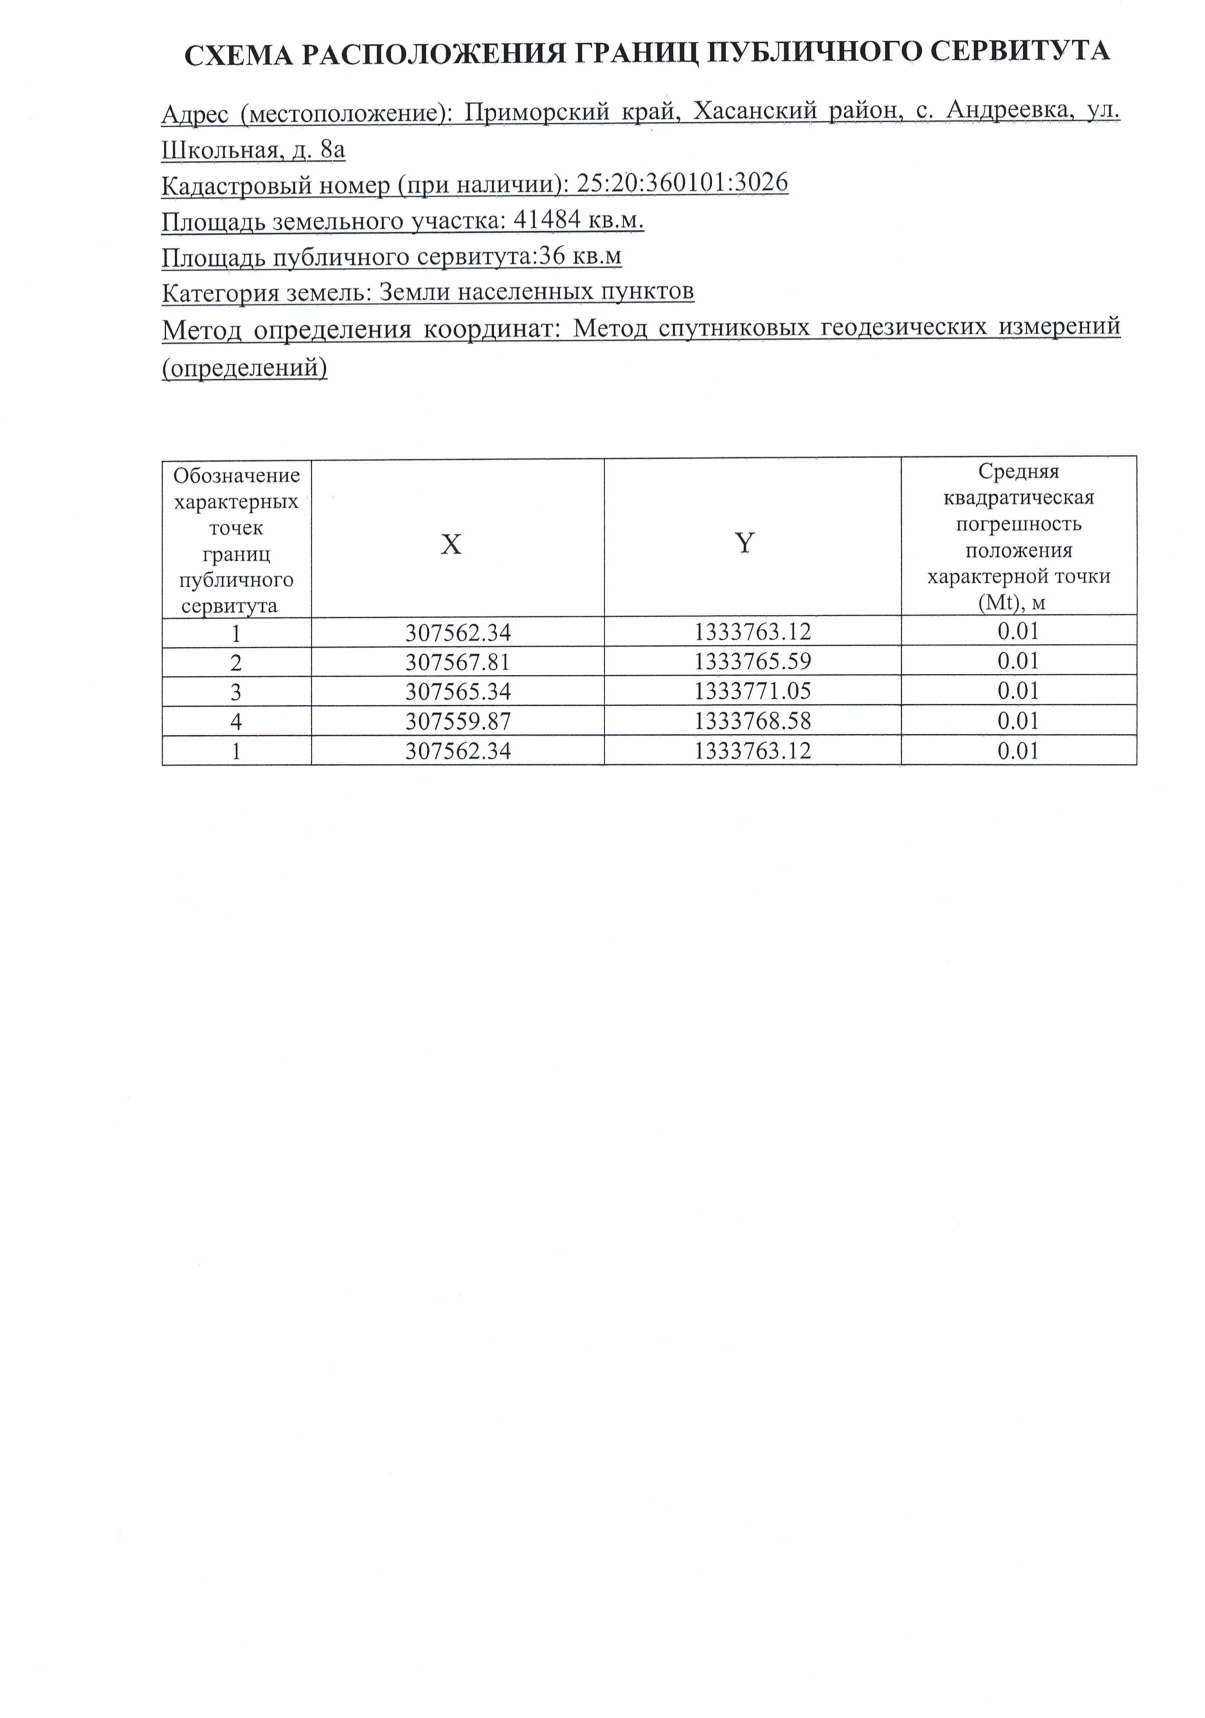 СХЕМА РАСПОЛОЖЕНИЯ ГРАНИЦ ПУБЛИЧНОГО СЕРВИТУТА
Адрес (местоположение): Приморский край, Хасанский район, с. Андреевка, ул.
Школьная, д. 8а
Кадастровый номер (при наличии): 25:20:360101:3026
Площадь земельного участка: 41484 кв.м.
Площадь публичного сервитута:36 кв.м
Категория земель: Земли населенных пунктов
Метод определения координат: Метод спутниковых геодезических измерений
(определений)
Обозначение
характерных
точек
границ
публичного
сервитута
X
Y
Средняя
квадратическая
погрешность
положения
характерной точки
(Mt), м
1 307562.34 1333763.12 0.01
2 307567.81 1333765.59 0.01
3 307565.34 1333771.05 0.01
4 307559.87 1333768.58 0.01
1 307562.34 1333763.12 0.01